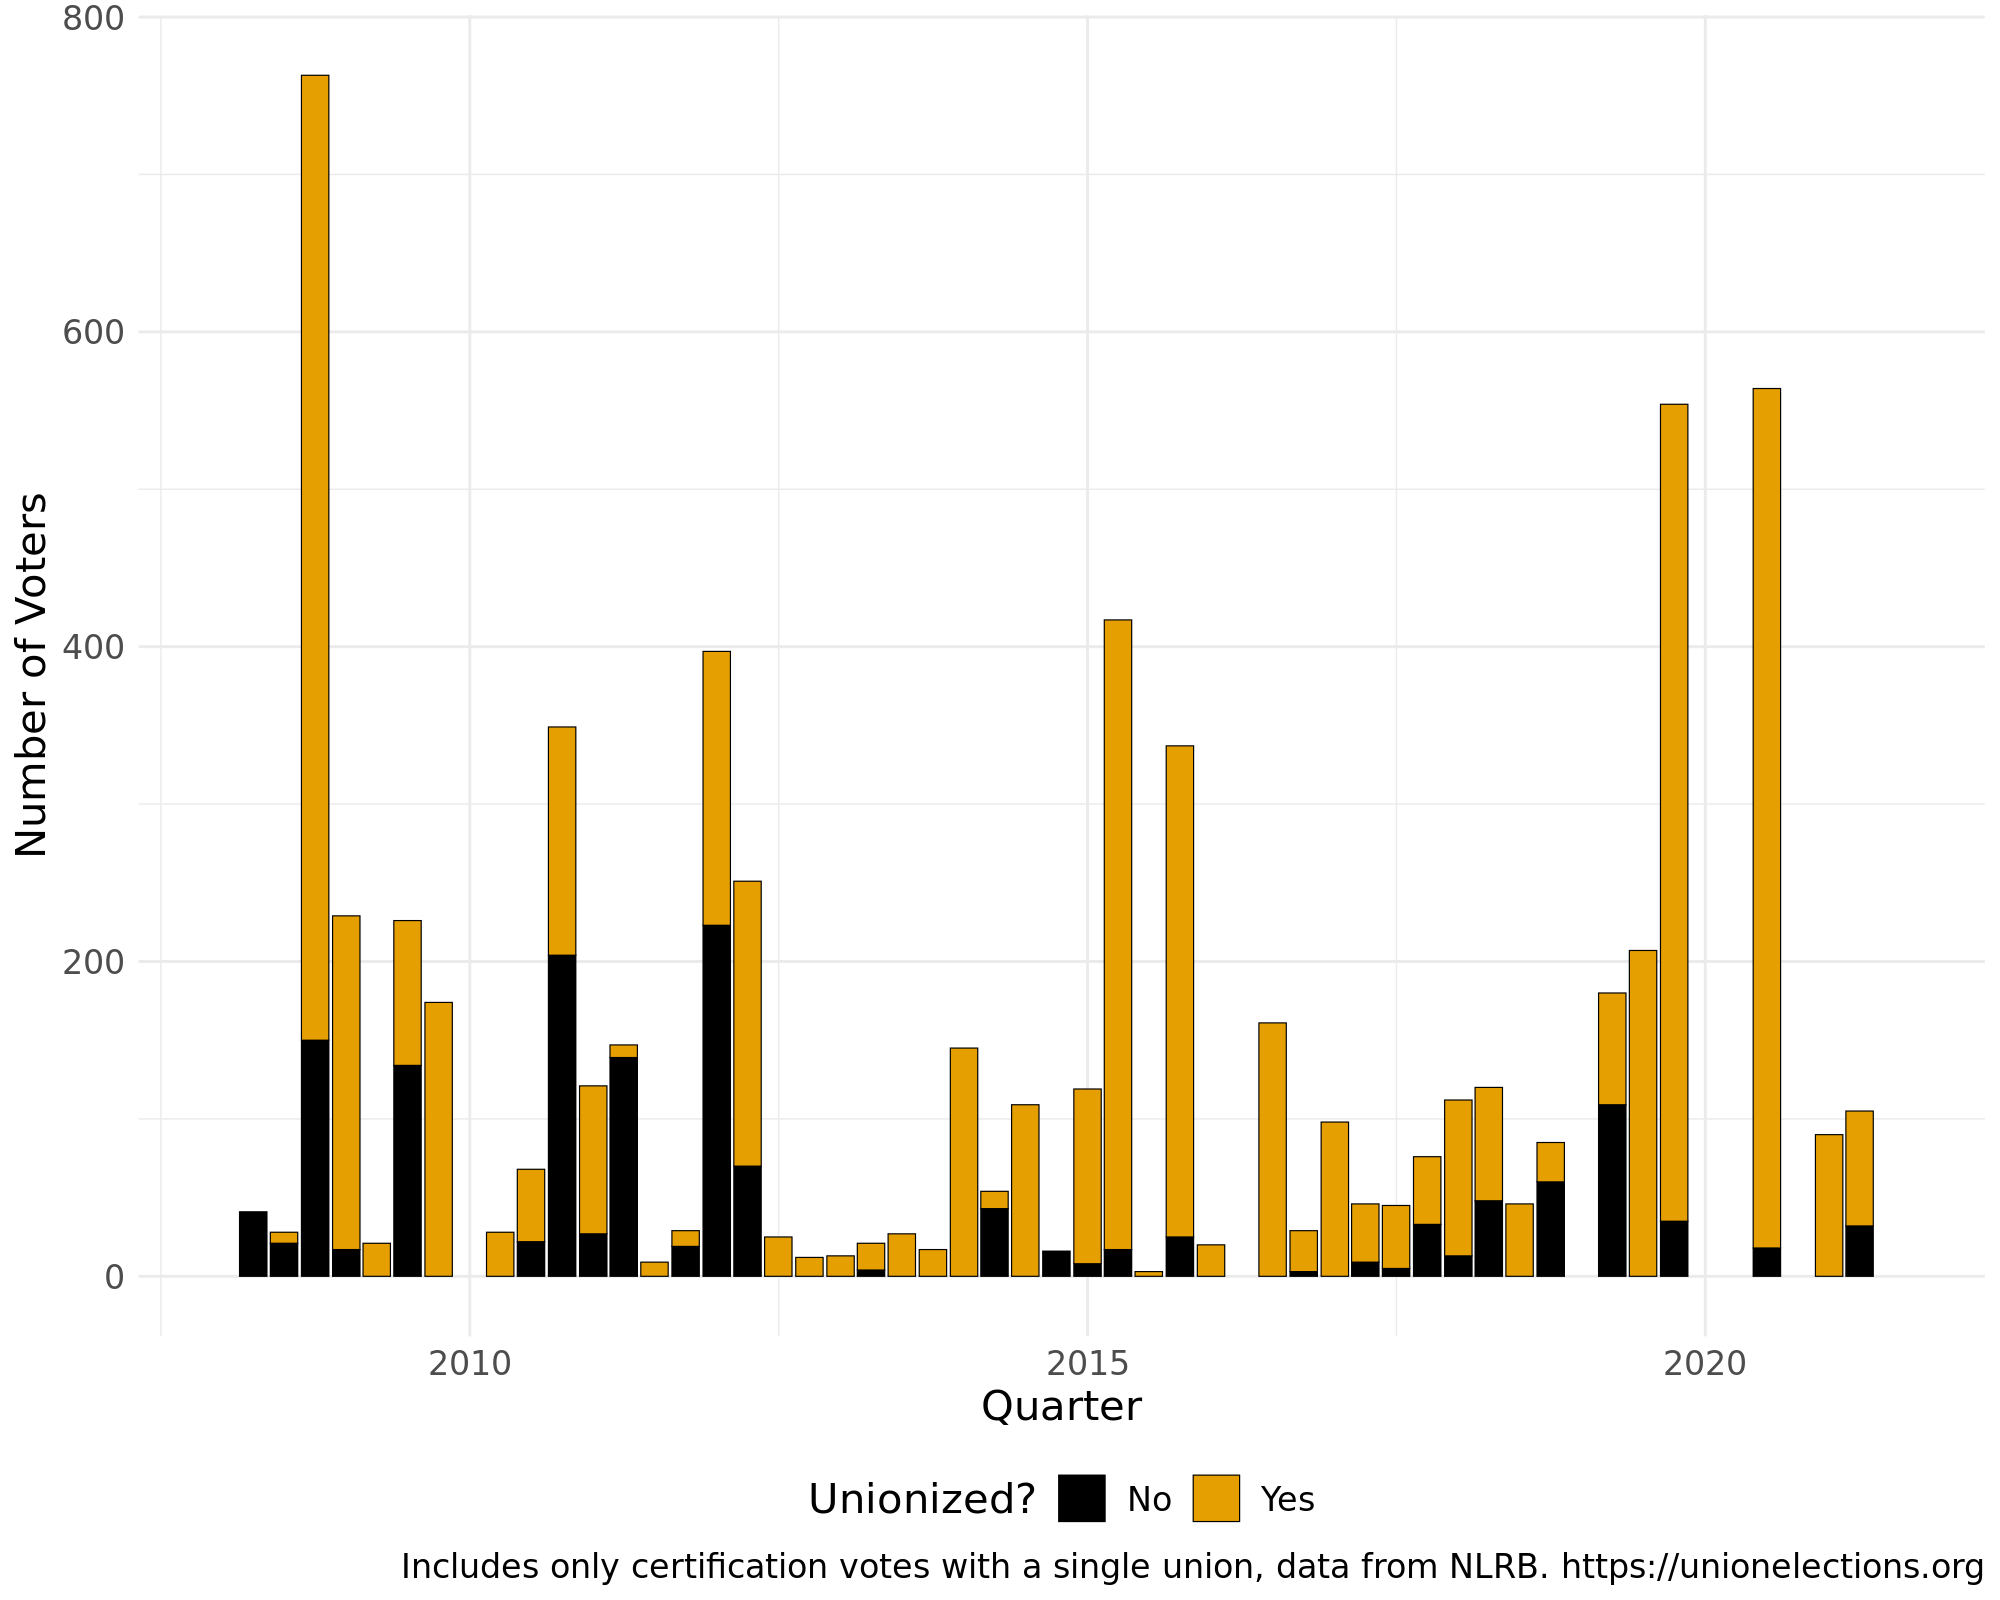 800
600
400
200
0
Number of Voters
2010 2015 2020
Quarter
Unionized? No Yes
Includes only certification votes with a single union, data from NLRB. https://unionelections.org